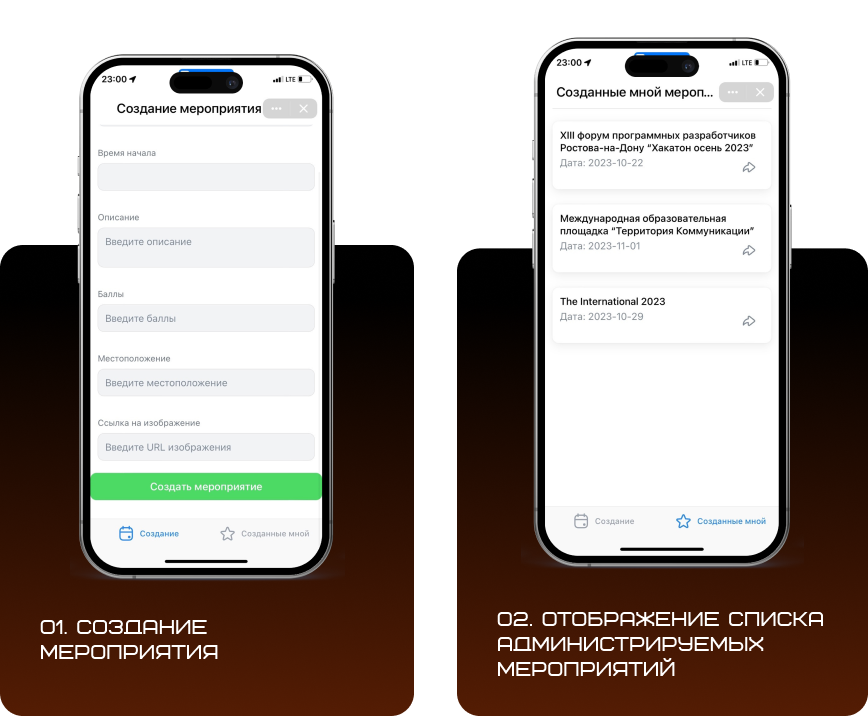 23:00
LTE
Создание мероприятия
Время начала
Описание
Введите описание
Баллы
Введите баллы
Местоположение
Введите местоположение
Ссылка на изображение
Введите URL изображения
Создать мероприятие
Создание
Созданные мной
01. СОЗДАНИЕ
МЕРОПРИЯТИЯ
23:00
LTE
Созданные мной мероп...
XIII форум программных разработчиков
Ростова-на-Дону “Хакатон осень 2023”
Дата: 2023-10-22
Международная образовательная
площадка “Территория Коммуникации”
Дата: 2023-11-01
The International 2023
Дата: 2023-10-29
Создание
Созданные мной
02. ОТОБРАЖЕНИЕ СПИСКА
АДМИНИСТРИРУЕМЫХ
МЕРОПРИЯТИЙ